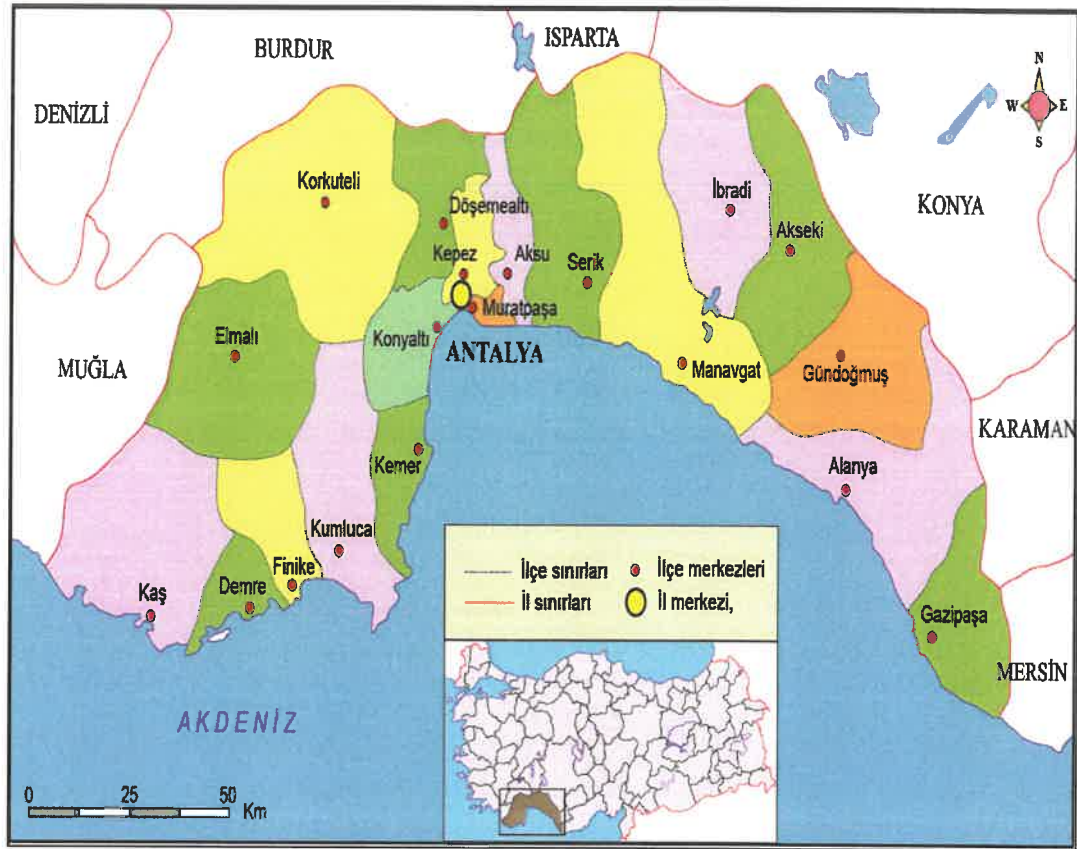 BURDUR
ISPARTA
DENİZLİ
N
W E
S
KONYA
Korkuteli
İbradi
Döşemealtı
Akseki
Kepez
Aksu
Serik
Muratpaşa
Konyaltı
Elmalı
ANTALYA
MUĞLA
Manavgat
Gündoğmuş
KARAMAN
Kemer
Alanya
Kumluca
Finike
Demre
Kaş
İlçe sınırları
İlçe merkezleri
İl sınırları
İl merkezi,
Gazipaşa
MERSİN
AKDENİZ
0 25 50
Km